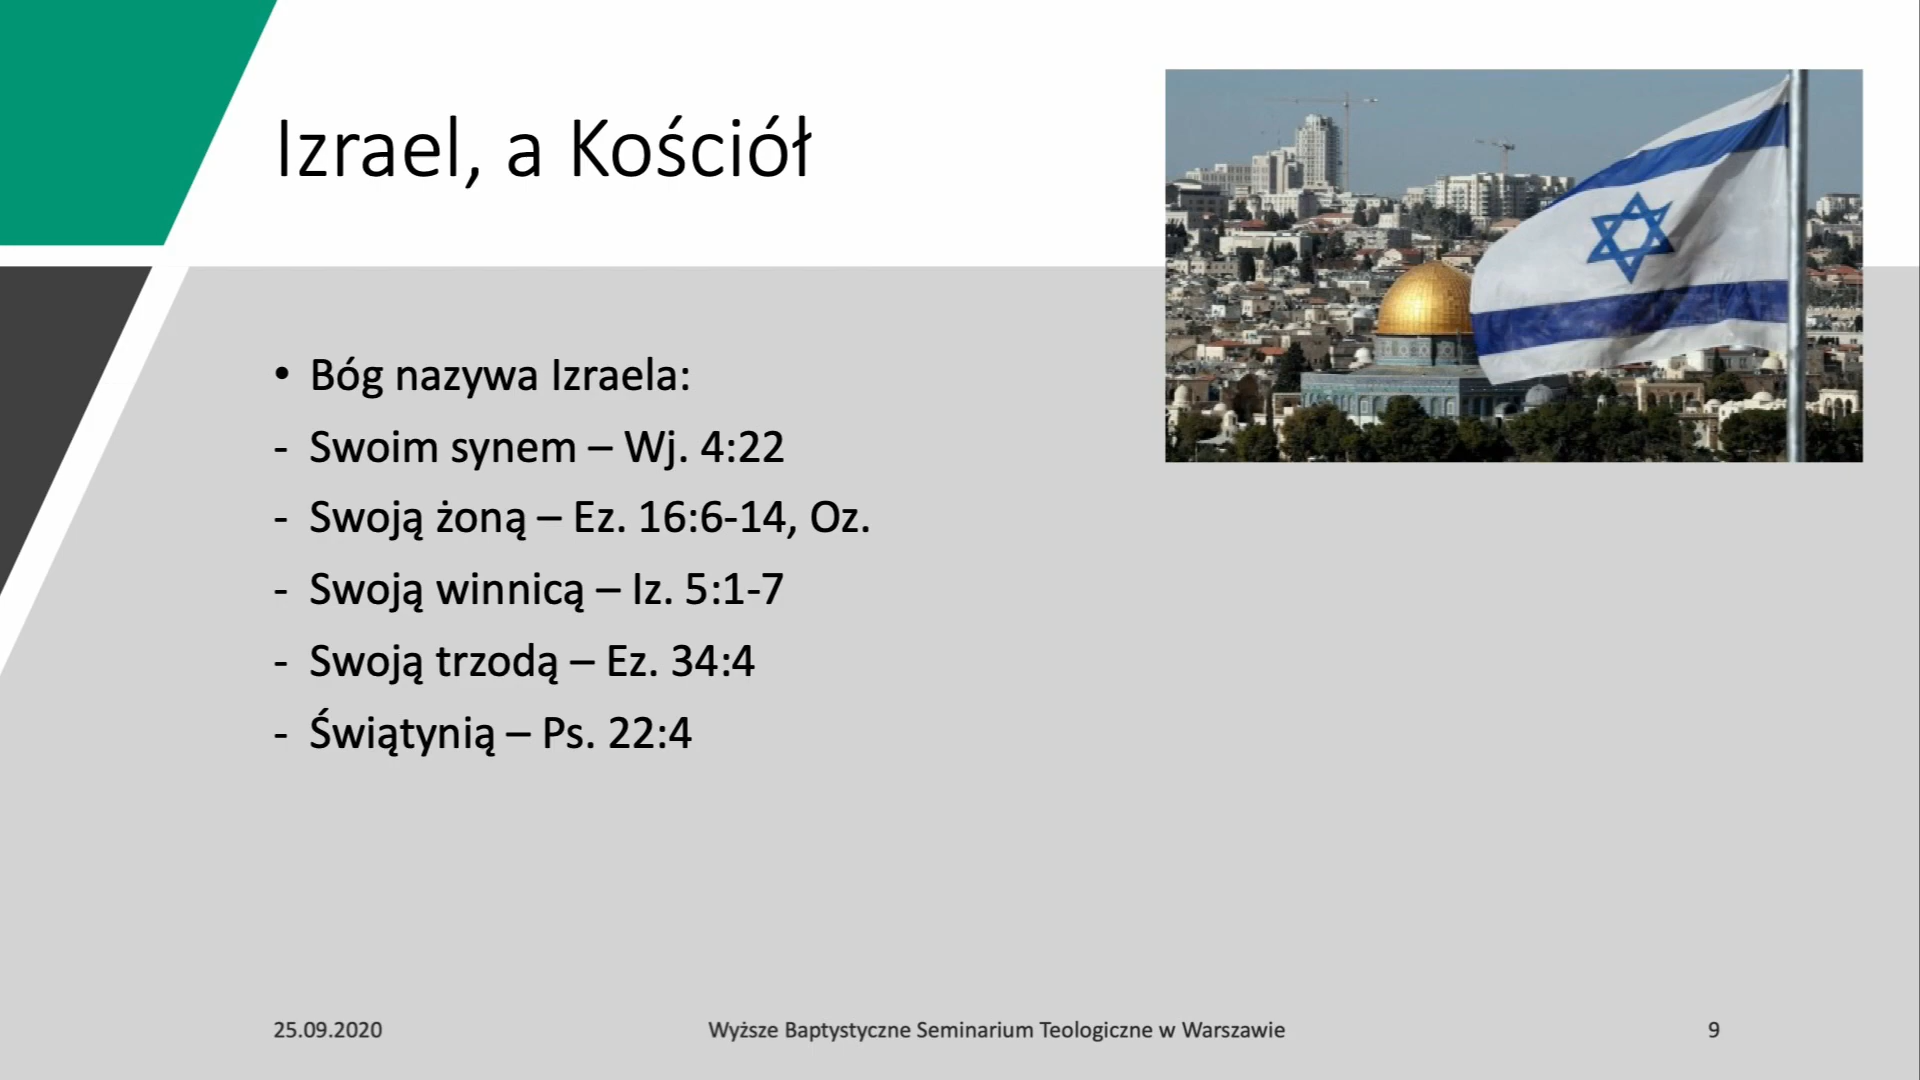 Izrael, a Kościół
• Bóg nazywa Izraela:
- Swoim synem – Wj. 4:22
- Swoją żoną – Ez. 16:6-14, Oz.
- Swoją winnicą – Iz. 5:1-7
- Swoją trzodą – Ez. 34:4
- Świątynią – Ps. 22:4
25.09.2020
Wyższe Baptystyczne Seminarium Teologiczne w Warszawie
9